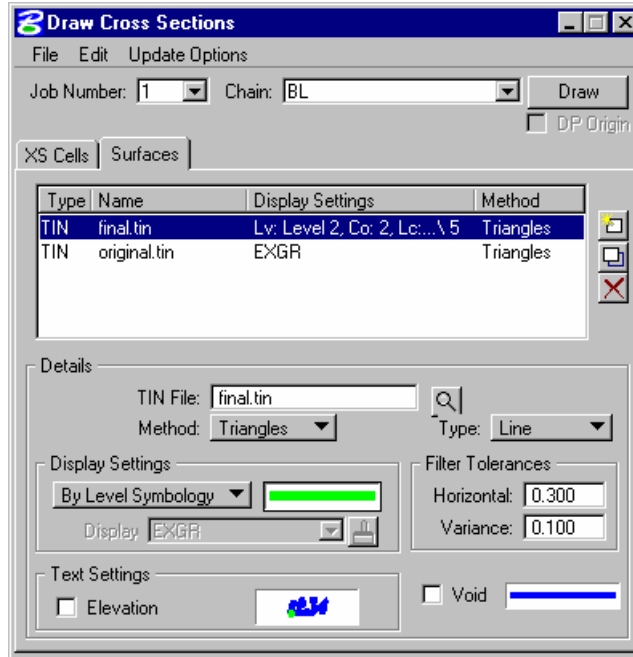 Draw Cross Sections
File Edit Update Options
Job Number: 1 Chain: BL Draw
DP Origin
XS Cells Surfaces
Type Name Display Settings Method
TIN final.tin Lv: Level 2, Co: 2, Lc:...\ 5 Triangles
TIN original.tin EXGR Triangles
Details
TIN File: final.tin
Method: Triangles Type: Line
Display Settings Filter Tolerances
By Level Symbology Horizontal: 0.300
Display EXGR Variance: 0.100
Text Settings
Elevation Void